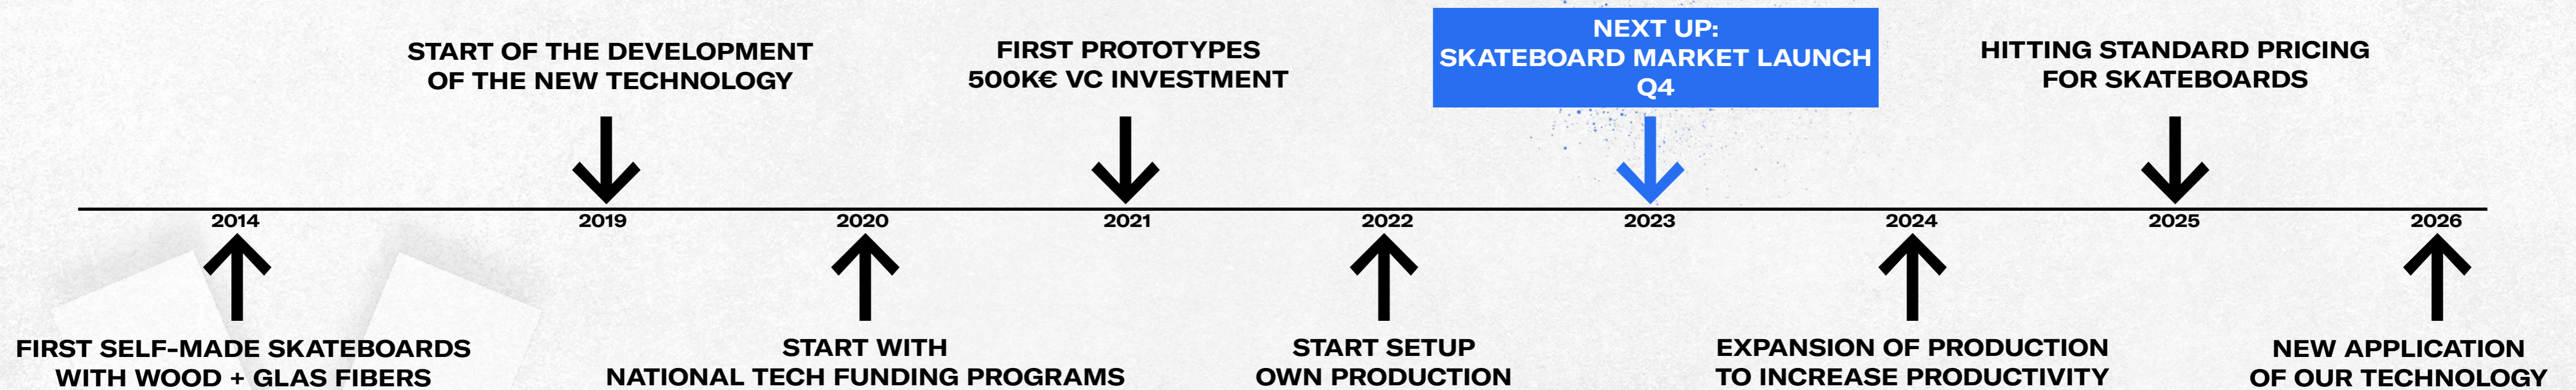 START OF THE DEVELOPMENT
OF THE NEW TECHNOLOGY
FIRST PROTOTYPES
500K€ VC INVESTMENT
NEXT UP:
SKATEBOARD MARKET LAUNCH
Q4
HITTING STANDARD PRICING
FOR SKATEBOARDS
2014 2019 2020 2021 2022 2023 2024 2025 2026
FIRST SELF-MADE SKATEBOARDS
WITH WOOD + GLAS FIBERS
START WITH
NATIONAL TECH FUNDING PROGRAMS
START SETUP
OWN PRODUCTION
EXPANSION OF PRODUCTION
TO INCREASE PRODUCTIVITY
NEW APPLICATION
OF OUR TECHNOLOGY